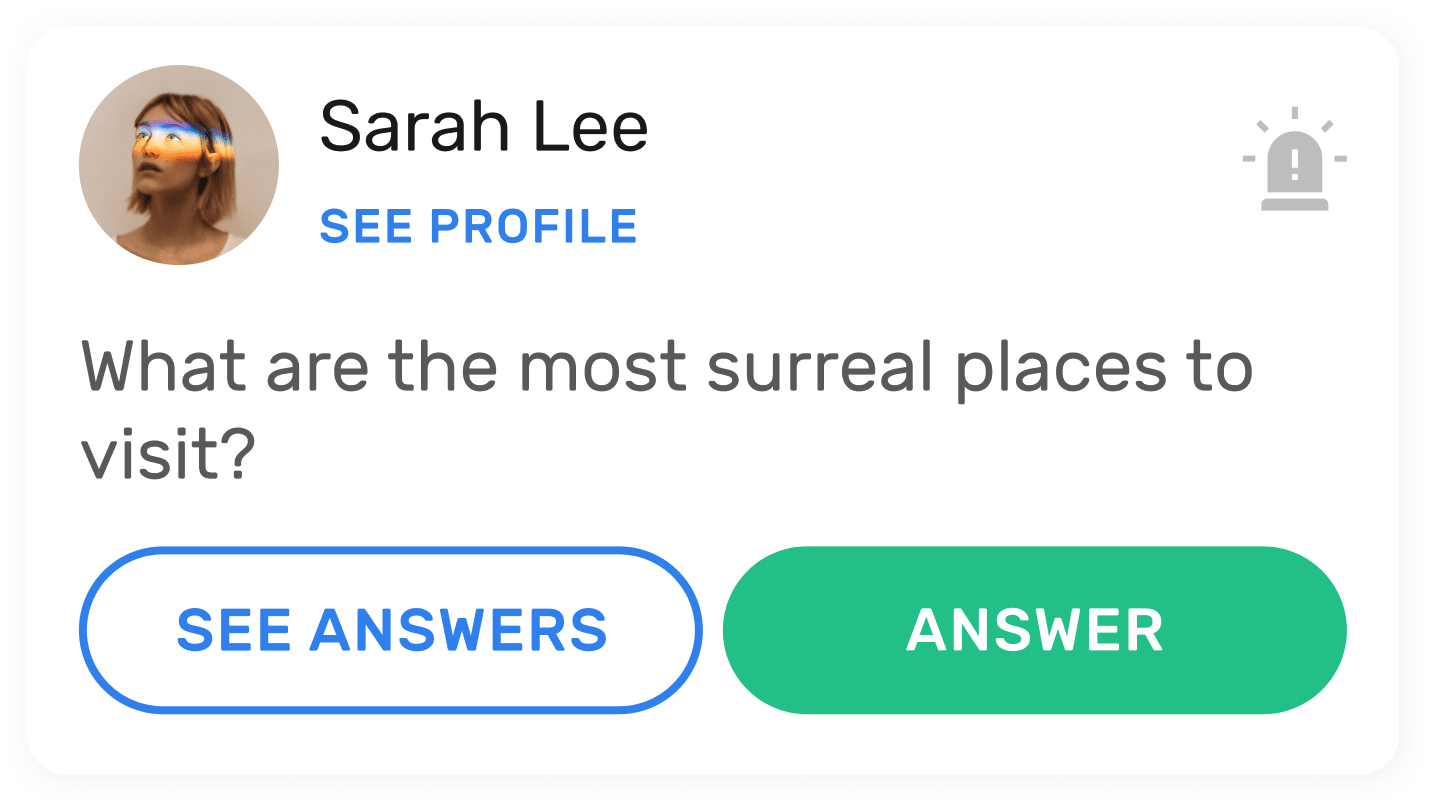 Sarah Lee
SEE PROFILE
What are the most surreal places to
visit?
SEE ANSWERS
ANSWER